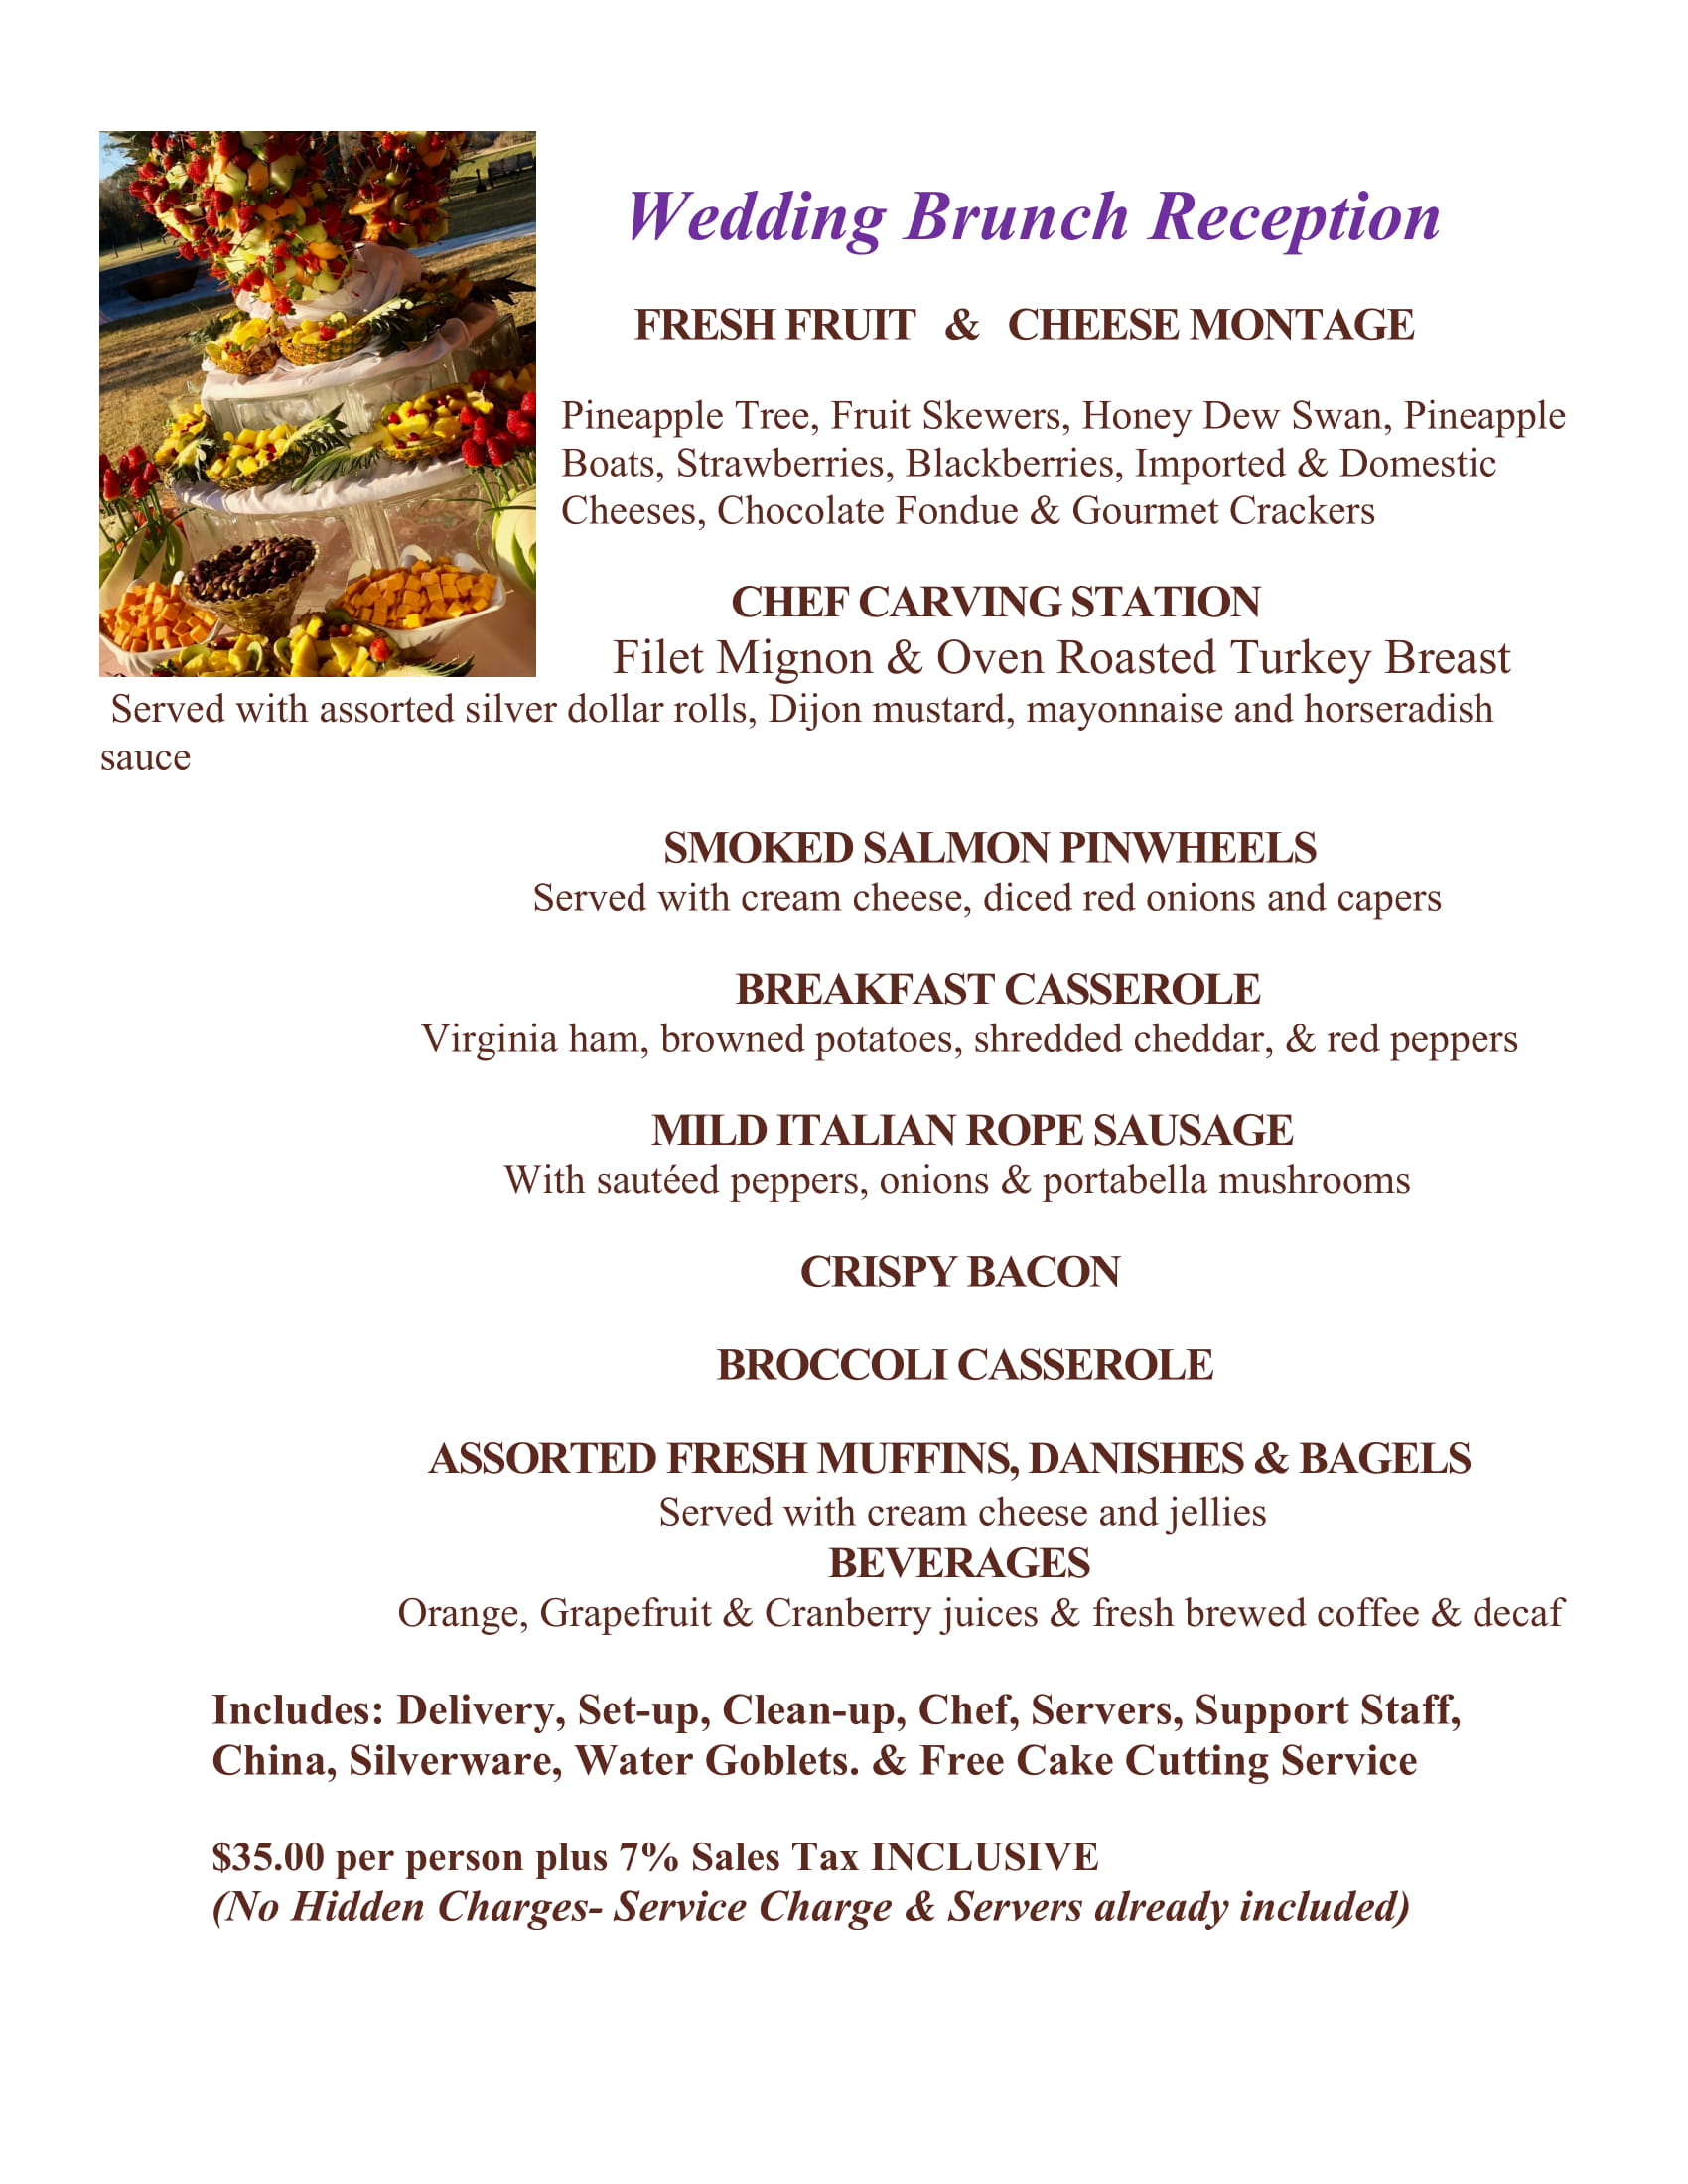 Wedding Brunch Reception
FRESH FRUIT & CHEESE MONTAGE
Pineapple Tree, Fruit Skewers, Honey Dew Swan, Pineapple
Boats, Strawberries, Blackberries, Imported & Domestic
Cheeses, Chocolate Fondue & Gourmet Crackers
CHEF CARVING STATION
Filet Mignon & Oven Roasted Turkey Breast
Served with assorted silver dollar rolls, Dijon mustard, mayonnaise and horseradish
sauce
SMOKED SALMON PINWHEELS
Served with cream cheese, diced red onions and capers
BREAKFAST CASSEROLE
Virginia ham, browned potatoes, shredded cheddar, & red peppers
MILD ITALIAN ROPE SAUSAGE
With sautéed peppers, onions & portabella mushrooms
CRISPY BACON
BROCCOLI CASSEROLE
ASSORTED FRESH MUFFINS, DANISHES & BAGELS
Served with cream cheese and jellies
BEVERAGES
Orange, Grapefruit & Cranberry juices & fresh brewed coffee & decaf
Includes: Delivery, Set-up, Clean-up, Chef, Servers, Support Staff,
China, Silverware, Water Goblets. & Free Cake Cutting Service
$35.00 per person plus 7% Sales Tax INCLUSIVE
(No Hidden Charges- Service Charge & Servers already included)